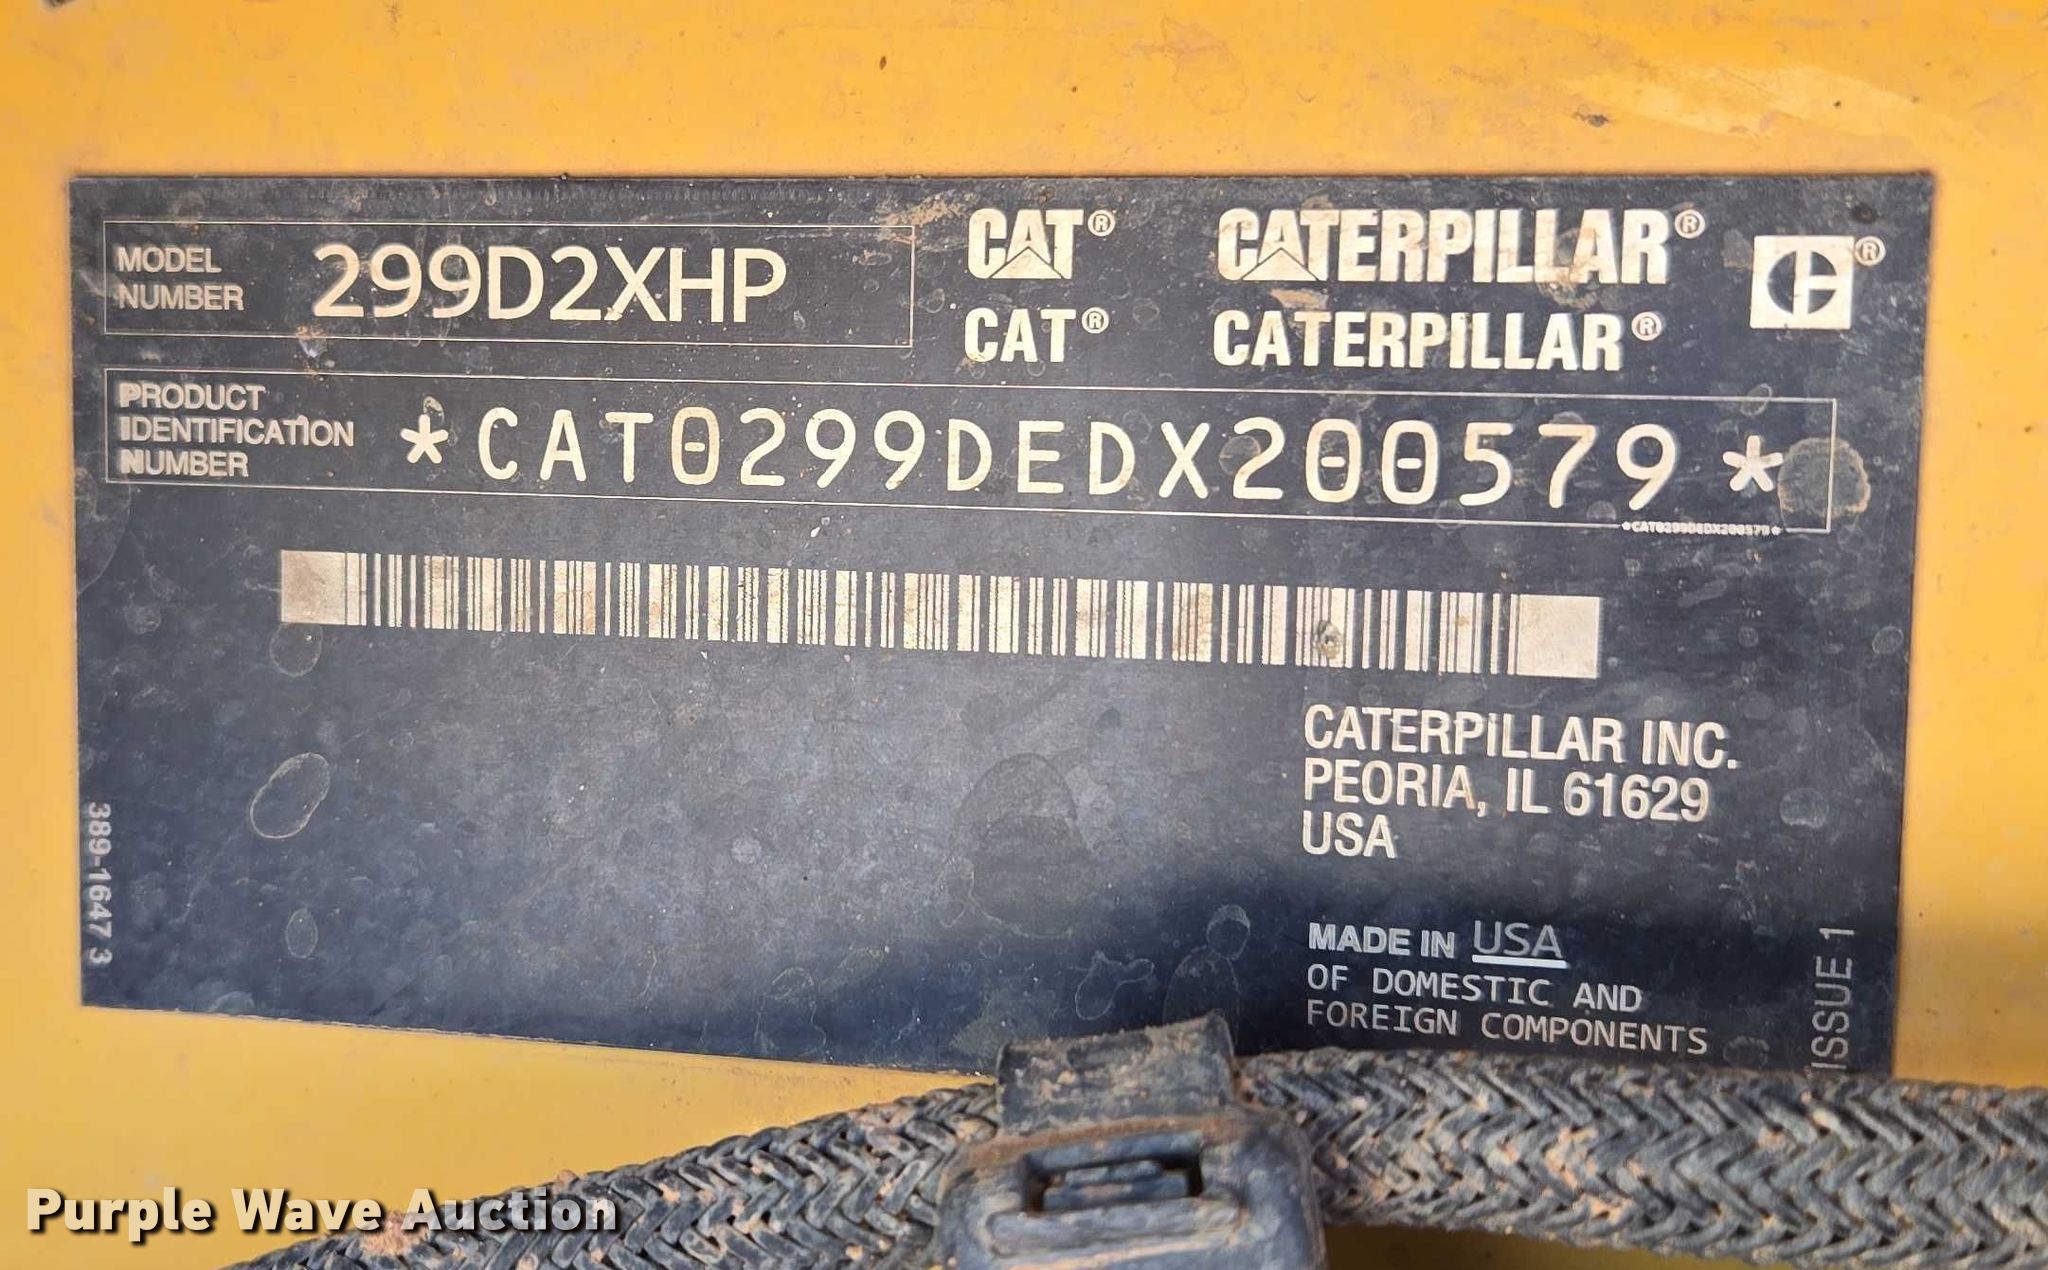 MODEL
NUMBER
299D2XHP
CAT® CATERPILLAR® ®
CAT® CATERPILLAR®
PRODUCT
IDENTIFICATION
NUMBER
*CAT0299DEDX200579*
*CAT0299DEDX200579*
CATERPILLAR INC.
PEORIA, IL 61629
USA
MADE IN USA
OF DOMESTIC AND
FOREIGN COMPONENTS
389-1647 3
ISSUE 1
Purple Wave Auction